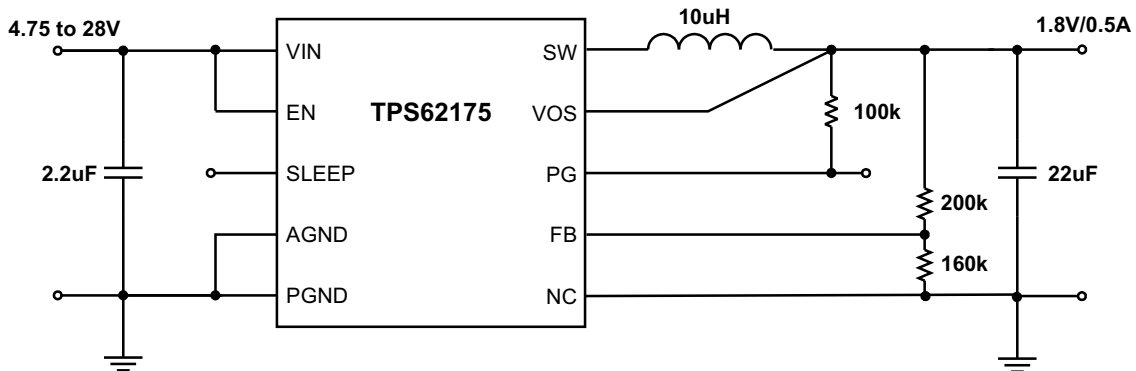 10uH
4.75 to 28V
1.8V/0.5A
VIN
SW
EN
TPS62175
VOS
100k
2.2uF
SLEEP
PG
22uF
200k
AGND
FB
160k
PGND
NC